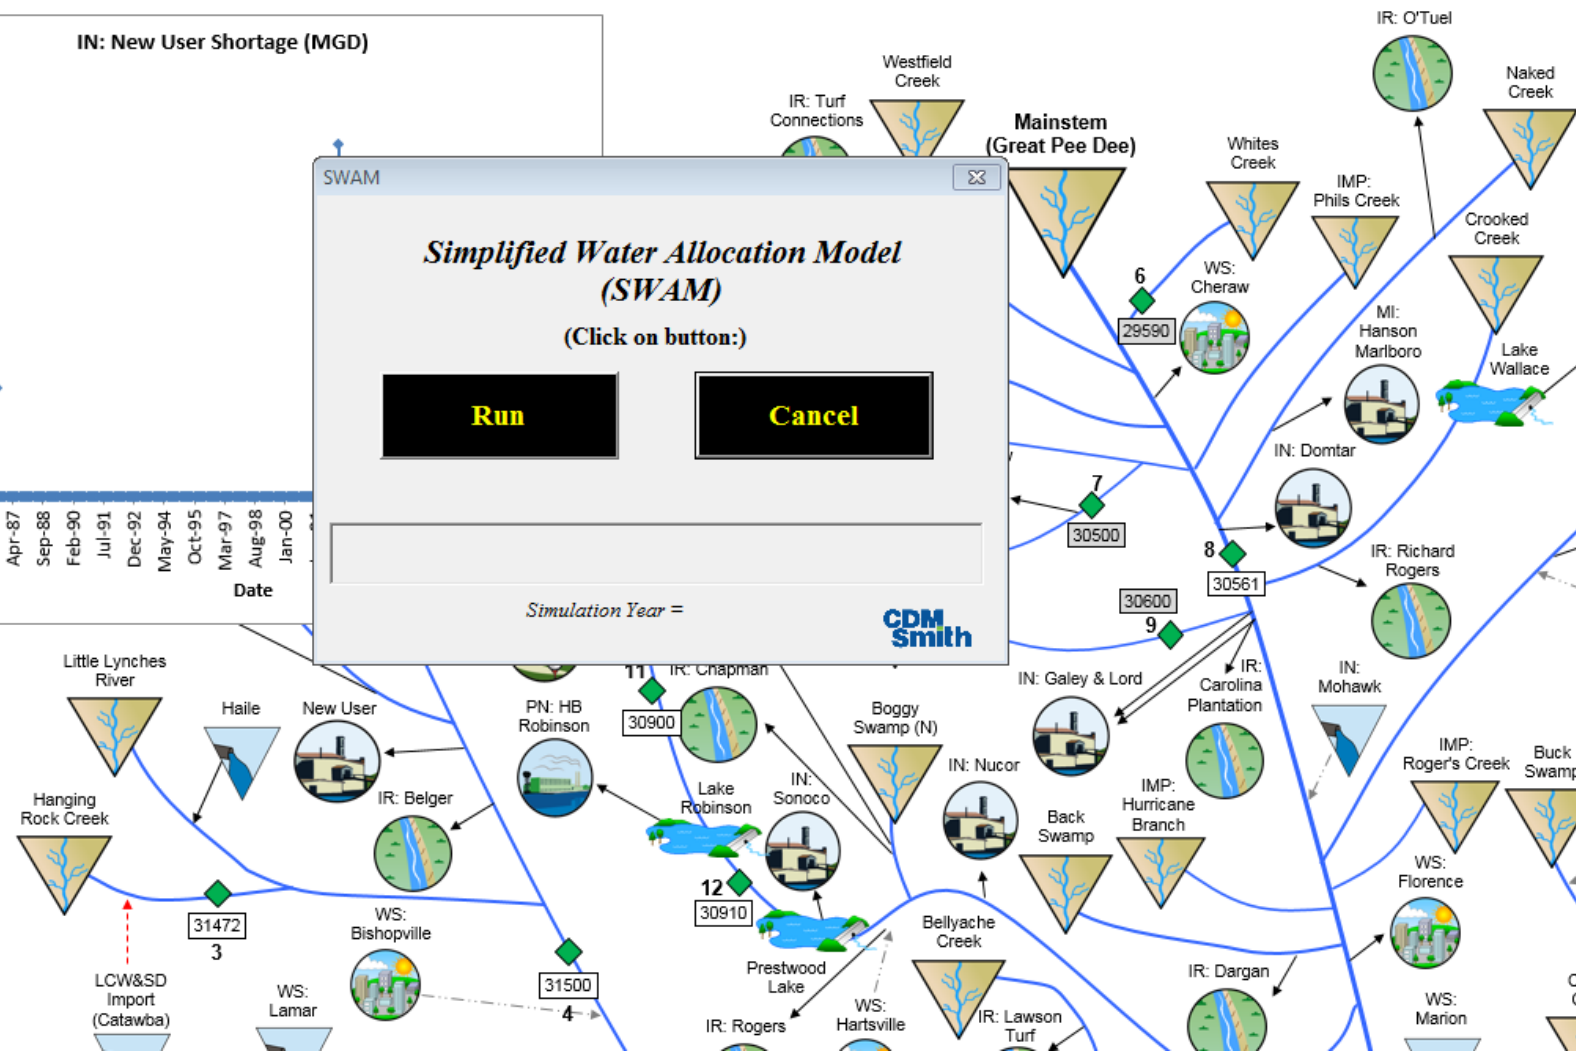 IN: New User Shortage (MGD)
Apr-87
Sep-88
Feb-90
Jul-91
Dec-92
May-94
Oct-95
Mar-97
Aug-98
Jan-00
Date
SWAM
Simplified Water Allocation Model
(SWAM)
(Click on button:)
Run
Cancel
Simulation Year =
CDM
Smith
IR: O'Tuel
Westfield
Creek
IR: Turf
Connections
Mainstem
(Great Pee Dee)
Naked
Creek
Whites
Creek
IMP:
Phils Creek
Crooked
Creek
6
29590
WS:
Cheraw
MI:
Hanson
Marlboro
Lake
Wallace
IN: Domtar
7
30500
8
30561
IR: Richard
Rogers
30600
9
IN: Galey & Lord
IR:
Carolina
Plantation
IN:
Mohawk
Little Lynches
River
Haile
New User
PN: HB
Robinson
11
30900
IR: Chapman
Boggy
Swamp (N)
IN: Nucor
IMP:
Roger's Creek
Buck
Swamp
Hanging
Rock Creek
IR: Belger
Lake
Robinson
IN:
Sonoco
Back
Swamp
IMP:
Hurricane
Branch
WS:
Florence
31472
3
WS:
Bishopville
12
30910
Bellyache
Creek
LCW&SD
Import
(Catawba)
WS:
Lamar
31500
4
Prestwood
Lake
IR: Rogers
WS:
Hartsville
IR: Lawson
Turf
IR: Dargan
WS:
Marion